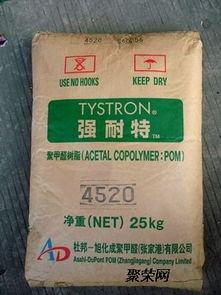 4520
USE NO HOOKS
KEEP DRY
TYSTRON®
强耐特™
聚甲醛树脂(ACETAL COPOLYMER:POM)
4520
净重(NET) 25kg
杜邦-旭化成聚甲醛(张家港)有限公司
Asahi-DuPont POM (Zhangjiagang) Company Limited
聚荣网